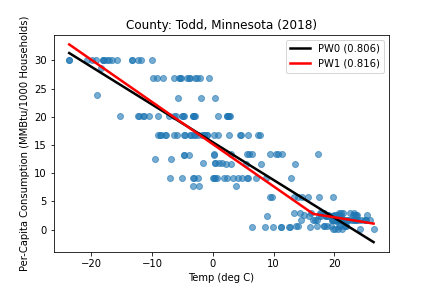 County: Todd, Minnesota (2018)
PW0 (0.806)
PW1 (0.816)
Per-Capita Consumption (MMBtu/1000 Households)
30
25
20
15
10
5
0
−20
−10
0
10
20
Temp (deg C)